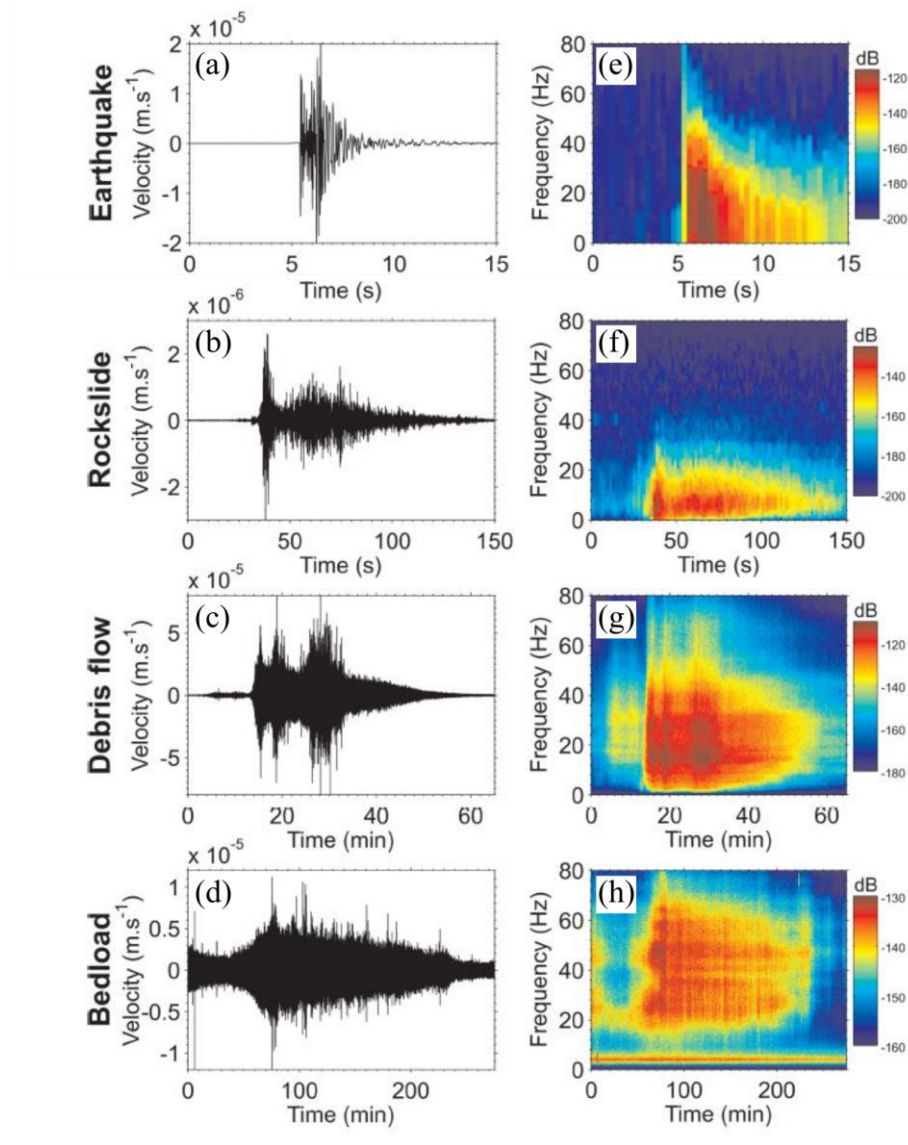 Earthquake
× 10⁻⁵
(a)
Velocity (m.s⁻¹)
2
1
0
-1
-2
0 5 10 15
Time (s)
(e)
Frequency (Hz)
80
60
40
20
0
0 5 10 15
Time (s)
dB
-120
-140
-160
-180
-200
Rockslide
× 10⁻⁶
(b)
Velocity (m.s⁻¹)
2
0
-2
0 50 100 150
Time (s)
(f)
Frequency (Hz)
80
60
40
20
0
0 50 100 150
Time (s)
dB
-140
-160
-180
-200
Debris flow
× 10⁻⁵
(c)
Velocity (m.s⁻¹)
5
0
-5
0 20 40 60
Time (min)
(g)
Frequency (Hz)
80
60
40
20
0
0 20 40 60
Time (min)
dB
-120
-140
-160
-180
Bedload
× 10⁻⁵
(d)
Velocity (m.s⁻¹)
1
0.5
0
-0.5
-1
0 100 200
Time (min)
(h)
Frequency (Hz)
80
60
40
20
0
0 100 200
Time (min)
dB
-130
-140
-150
-160